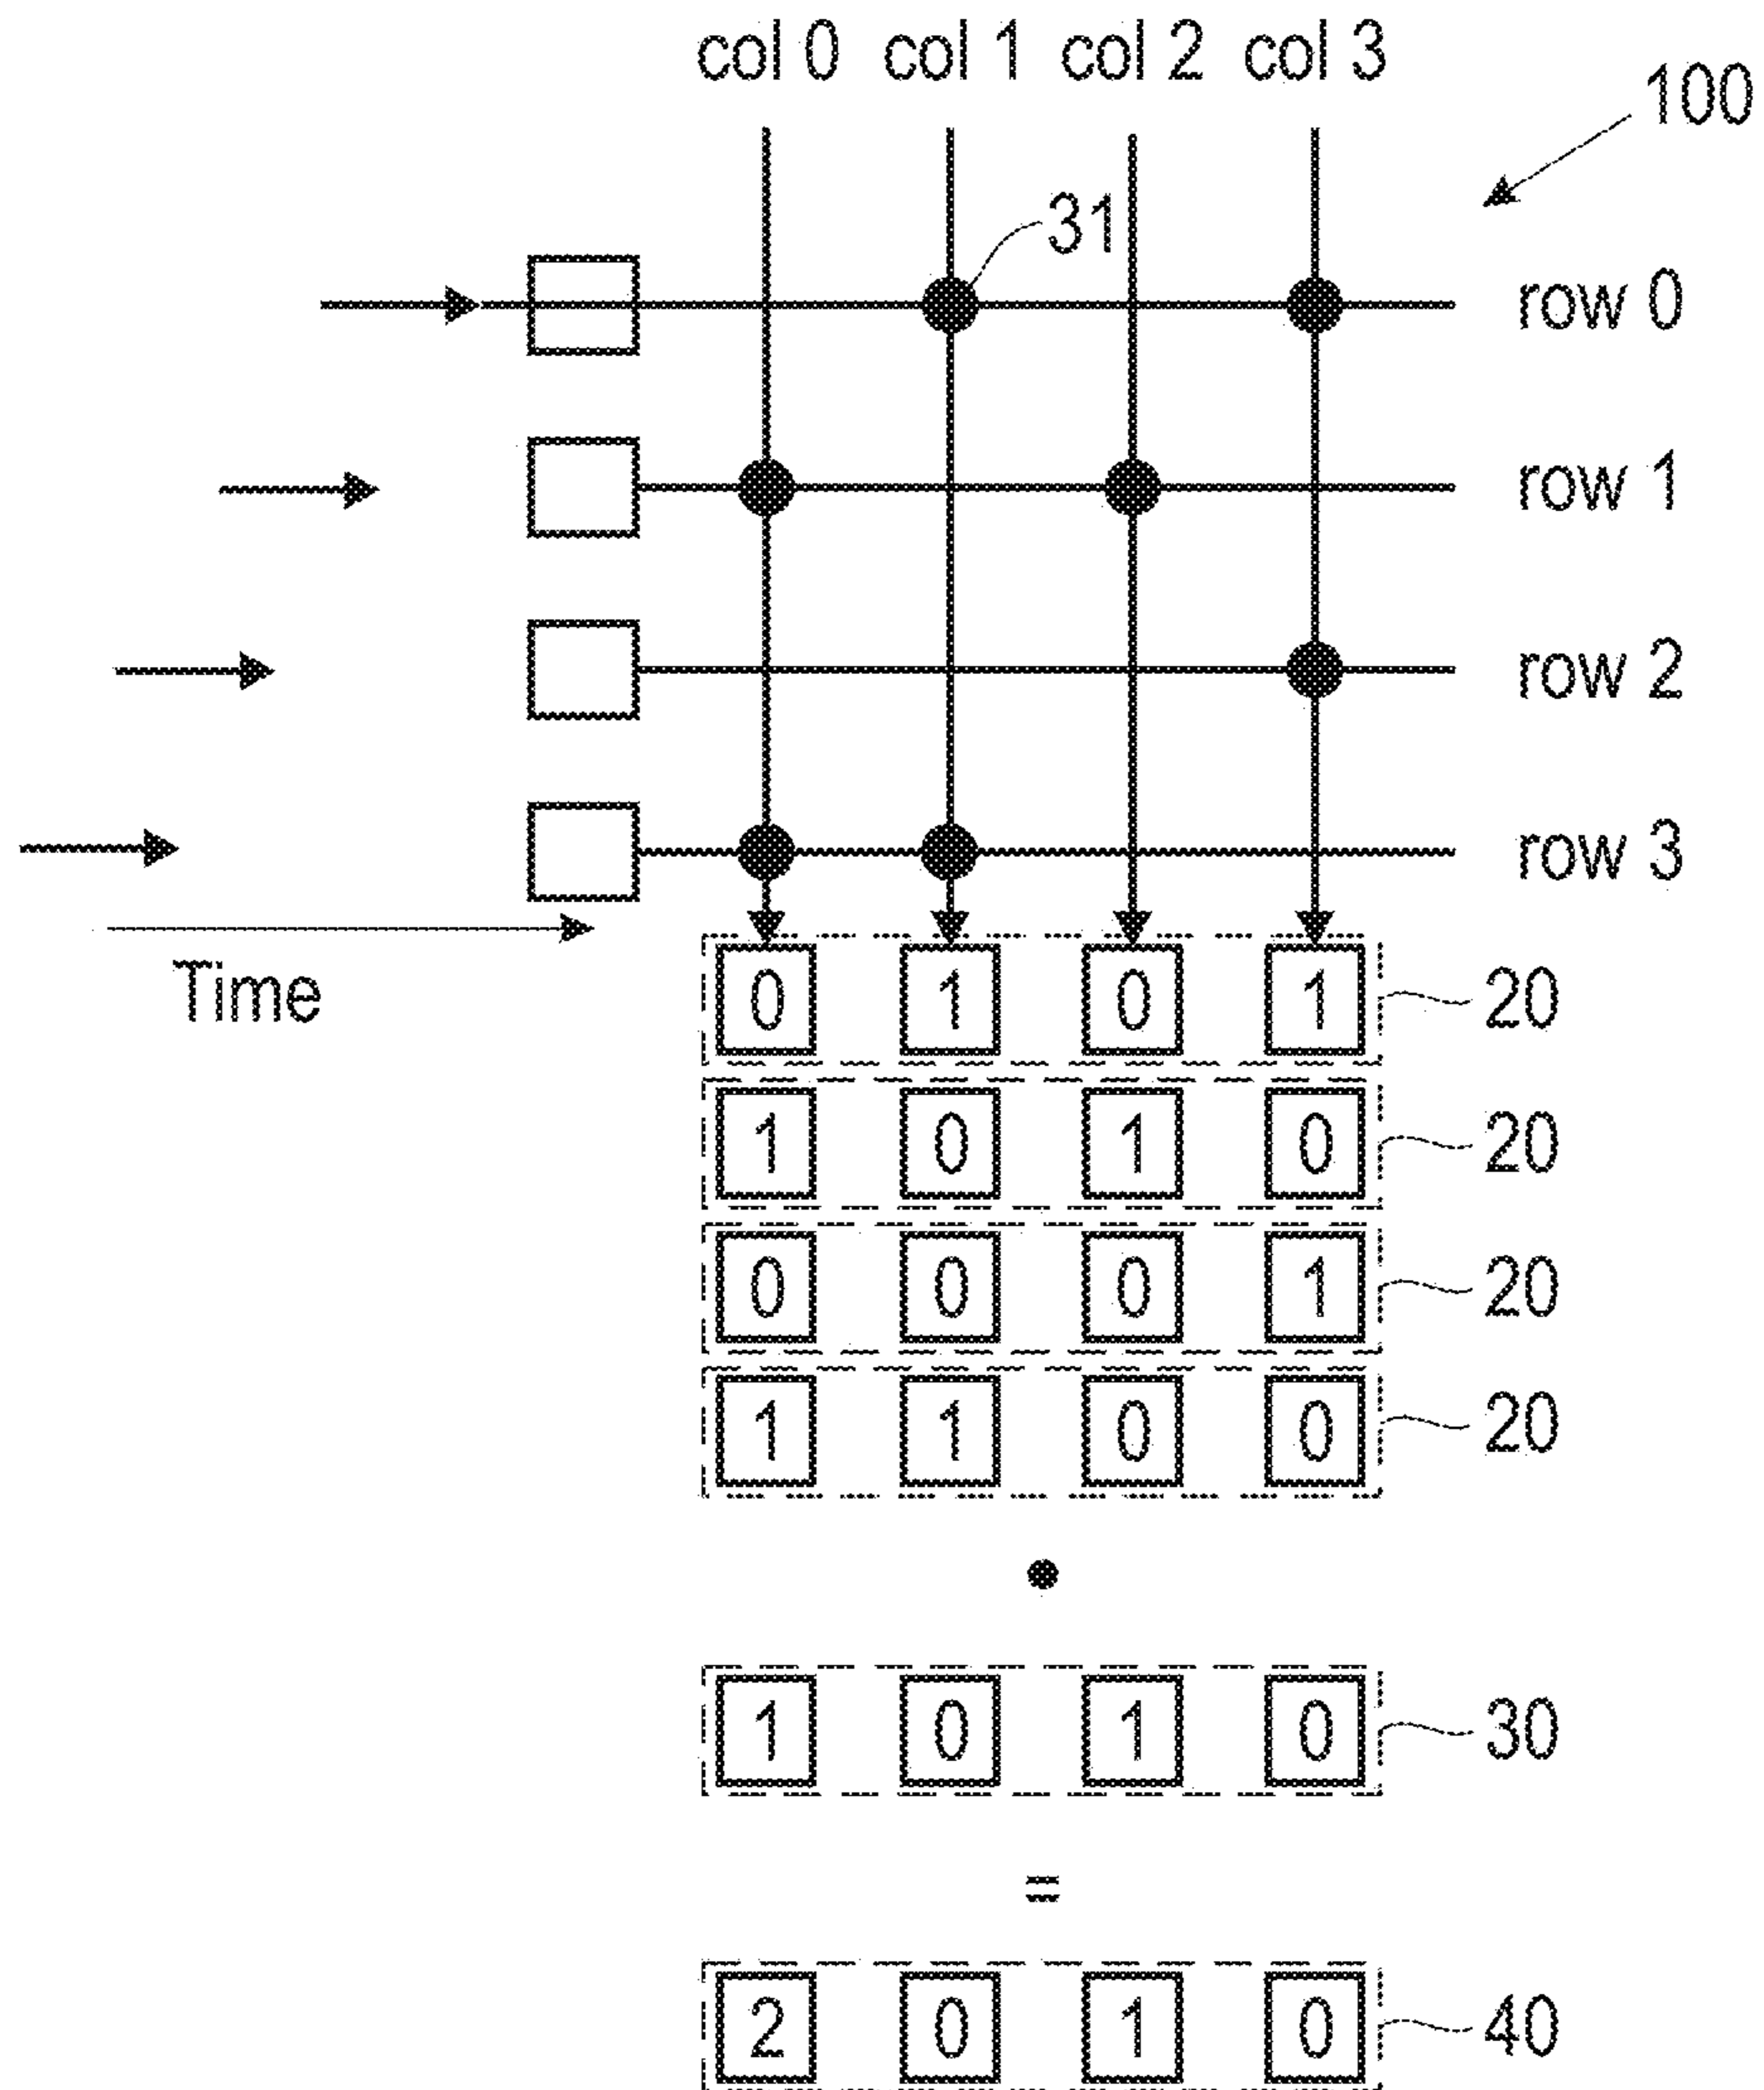 col 0 col 1 col 2 col 3
100
31
row 0
row 1
row 2
row 3
Time
0 1 0 1 20
1 0 1 0 20
0 0 0 1 20
1 1 0 0 20
•
1 0 1 0 30
=
2 0 1 0 40